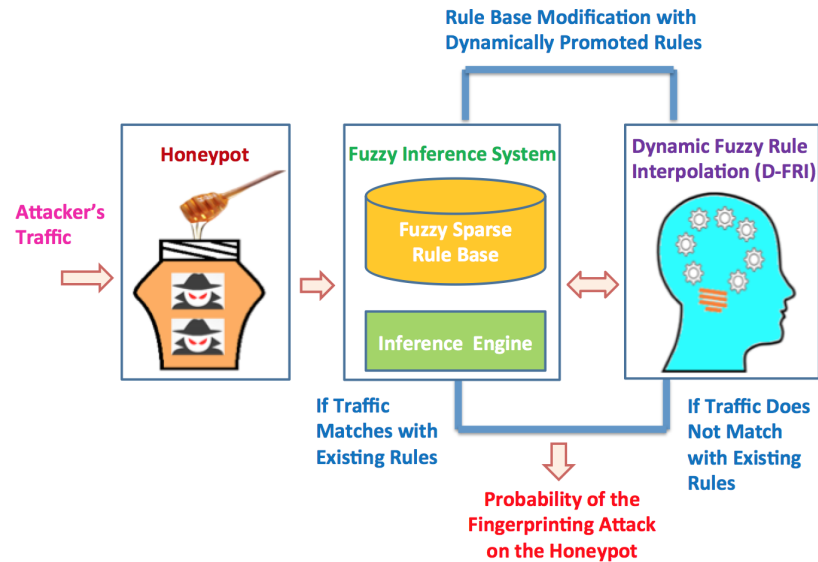 Rule Base Modification with
Dynamically Promoted Rules
Honeypot
Fuzzy Inference System
Dynamic Fuzzy Rule
Interpolation (D-FRI)
Attacker's
Traffic
Fuzzy Sparse
Rule Base
Inference Engine
If Traffic
Matches with
Existing Rules
If Traffic Does
Not Match
with Existing
Rules
Probability of the
Fingerprinting Attack
on the Honeypot